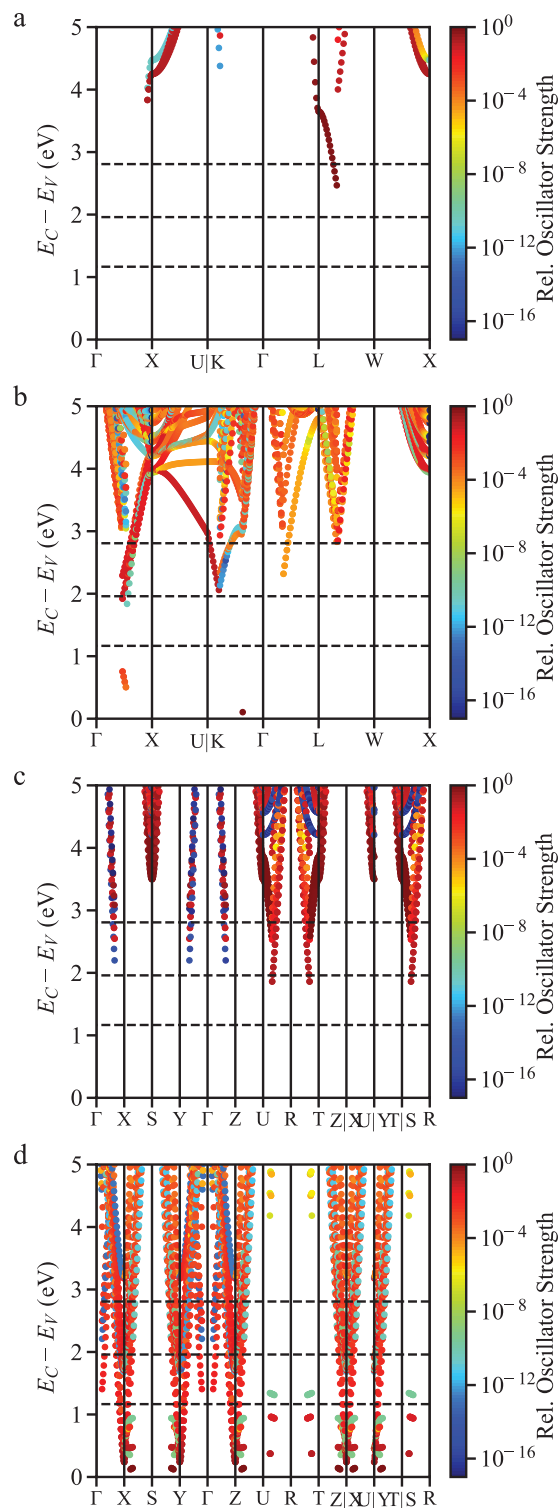 a
5
4
3
2
1
0
E_C − E_V (eV)
Γ X U|K Γ L W X
10^0
10^−4
10^−8
10^−12
10^−16
Rel. Oscillator Strength
b
5
4
3
2
1
0
E_C − E_V (eV)
Γ X U|K Γ L W X
10^0
10^−4
10^−8
10^−12
10^−16
Rel. Oscillator Strength
c
5
4
3
2
1
0
E_C − E_V (eV)
Γ X S Y Γ Z U R T Z|X U|Y T|S R
10^0
10^−4
10^−8
10^−12
10^−16
Rel. Oscillator Strength
d
5
4
3
2
1
0
E_C − E_V (eV)
Γ X S Y Γ Z U R T Z|X U|Y T|S R
10^0
10^−4
10^−8
10^−12
10^−16
Rel. Oscillator Strength